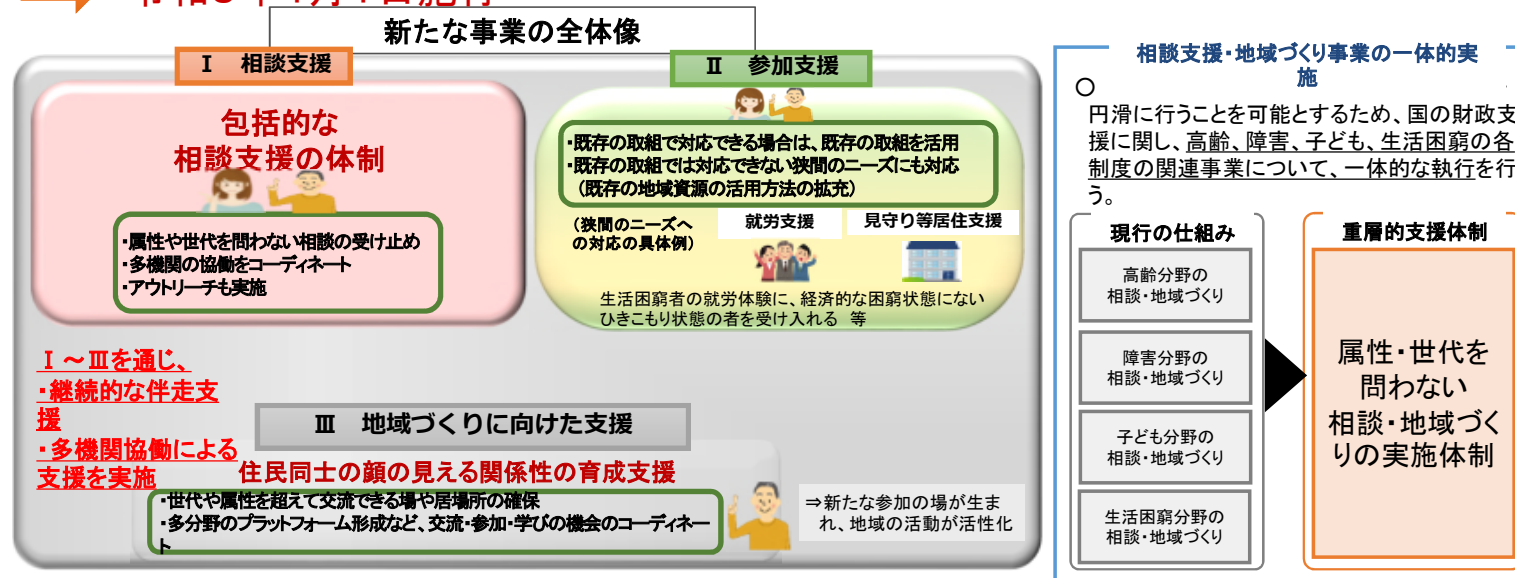 新たな事業の全体像
Ⅰ 相談支援
包括的な
相談支援の体制
・属性や世代を問わない相談の受け止め
・多機関の協働をコーディネート
・アウトリーチも実施
Ⅱ 参加支援
・既存の取組で対応できる場合は、既存の取組を活用
・既存の取組では対応できない狭間のニーズにも対応
(既存の地域資源の活用方法の拡充)
(狭間のニーズへ
の対応の具体例)
就労支援
見守り等居住支援
生活困窮者の就労体験に、経済的な困窮状態にない
ひきこもり状態の者を受け入れる 等
Ⅰ～Ⅲを通じ、
・継続的な伴走支
援
・多機関協働による
支援を実施
Ⅲ 地域づくりに向けた支援
住民同士の顔の見える関係性の育成支援
・世代や属性を超えて交流できる場や居場所の確保
・多分野のプラットフォーム形成など、交流・参加・学びの機会のコーディネー
ト
⇒新たな参加の場が生ま
れ、地域の活動が活性化
相談支援・地域づくり事業の一体的実
施
○
円滑に行うことを可能とするため、国の財政支
援に関し、高齢、障害、子ども、生活困窮の各
制度の関連事業について、一体的な執行を行
う。
現行の仕組み
高齢分野の
相談・地域づくり
障害分野の
相談・地域づくり
子ども分野の
相談・地域づくり
生活困窮分野の
相談・地域づくり
重層的支援体制
属性・世代を
問わない
相談・地域づく
りの実施体制